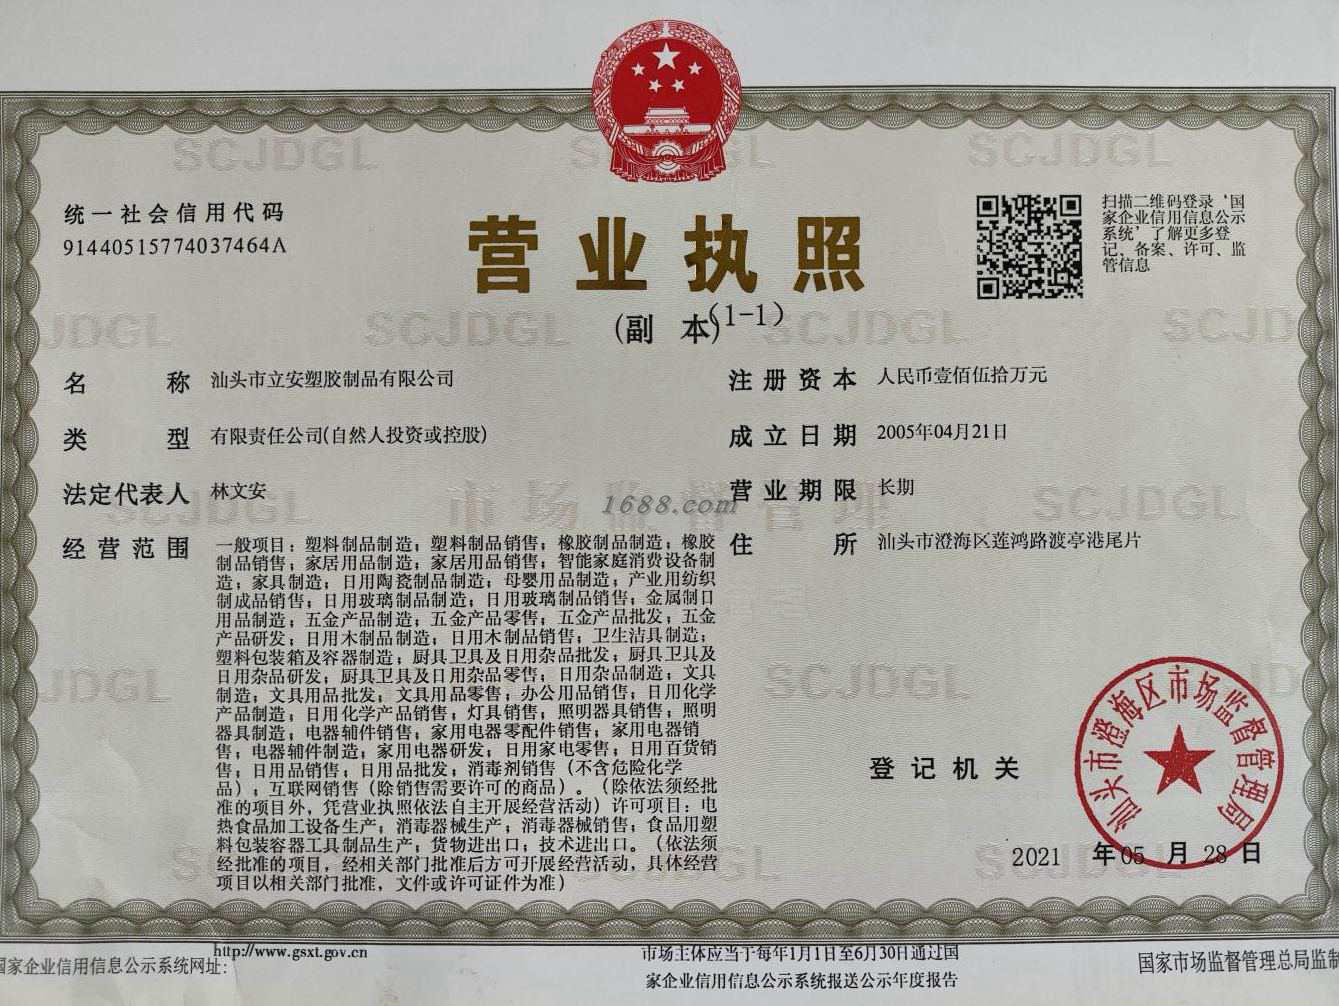 统一社会信用代码
91440515774037464A
营业执照
(副 本)(1-1)
扫描二维码登录‘国
家企业信用信息公示
系统’了解更多登
记、备案、许可、监
管信息
名 称 汕头市立安塑胶制品有限公司
类 型 有限责任公司(自然人投资或控股)
法定代表人 林文安
经营范围 一般项目：塑料制品制造；塑料制品销售；橡胶制品制造；橡胶
制品销售；家居用品制造；家居用品销售；智能家庭消费设备制
造；家具制造；日用陶瓷制品制造；母婴用品制造；产业用纺织
制成品销售；日用玻璃制品制造；日用玻璃制品销售；金属制日
用品制造；五金产品制造；五金产品零售；五金产品批发；五金
产品研发；日用木制品制造；日用木制品销售；卫生洁具制造；
塑料包装箱及容器制造；厨具卫具及日用杂品批发；厨具卫具及
日用杂品研发；厨具卫具及日用杂品零售；日用杂品制造；文具
制造；文具用品批发；文具用品零售；办公用品销售；日用化学
产品制造；日用化学产品销售；灯具销售；照明器具销售；照明
器具制造；电器辅件销售；家用电器零配件销售；家用电器销
售；电器辅件制造；家用电器研发；日用家电零售；日用百货销
售；日用品销售；日用品批发；消毒剂销售（不含危险化学
品）；互联网销售（除销售需要许可的商品）。（除依法须经批
准的项目外，凭营业执照依法自主开展经营活动）许可项目：电
热食品加工设备生产；消毒器械生产；消毒器械销售；食品用塑
料包装容器工具制品生产；货物进出口；技术进出口。（依法须
经批准的项目，经相关部门批准后方可开展经营活动，具体经营
项目以相关部门批准，文件或许可证件为准）
注册资本 人民币壹佰伍拾万元
成立日期 2005年04月21日
营业期限 长期
住 所 汕头市澄海区莲鸿路渡亭港尾片
登记机关
汕头市澄海区市场监督管理局
2021 年 05 月 28 日
SCJDGL
SCJDGL
SCJDGL
JDGL
SCJDGL
SCJDGL
SCJD
SCJDGL
市场监督管理
SCJDGL
JDGL
SCJDGL
1688.com
国家企业信用信息公示系统网址：
http://www.gsxt.gov.cn
市场主体应当于每年1月1日至6月30日通过国
家企业信用信息公示系统报送公示年度报告
国家市场监督管理总局监制